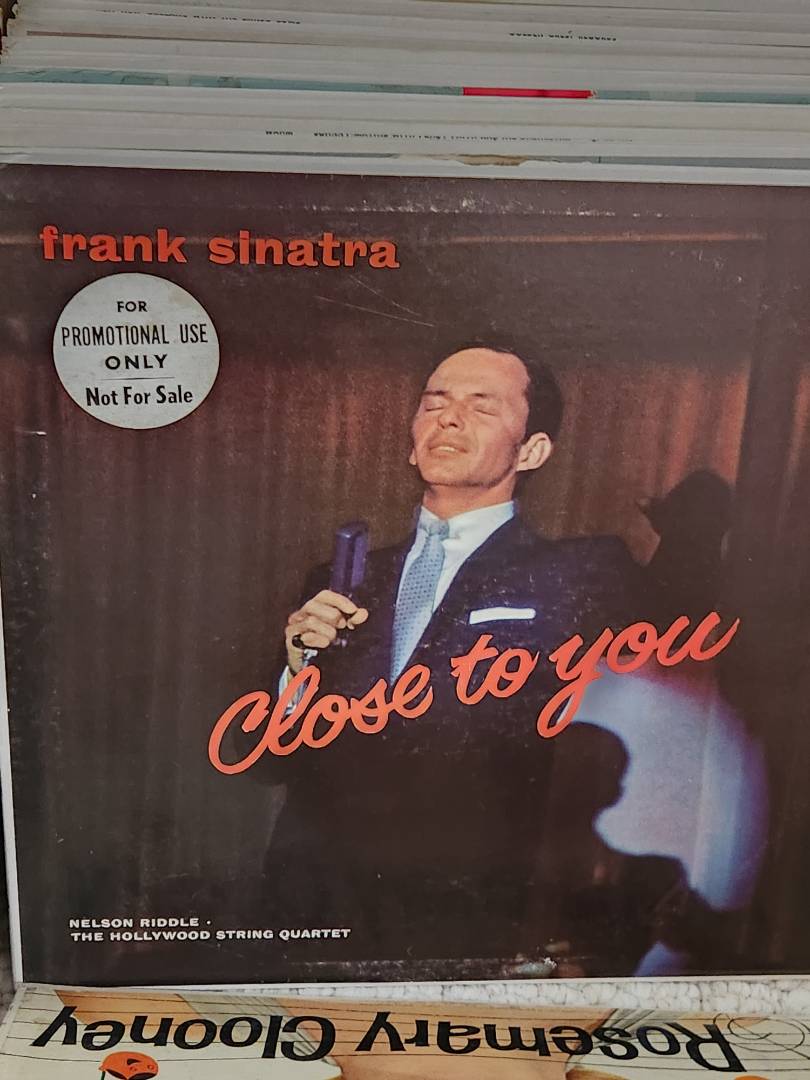 frank sinatra
FOR
PROMOTIONAL USE
ONLY
Not For Sale
Close to you
NELSON RIDDLE •
THE HOLLYWOOD STRING QUARTET
Rosemary Clooney